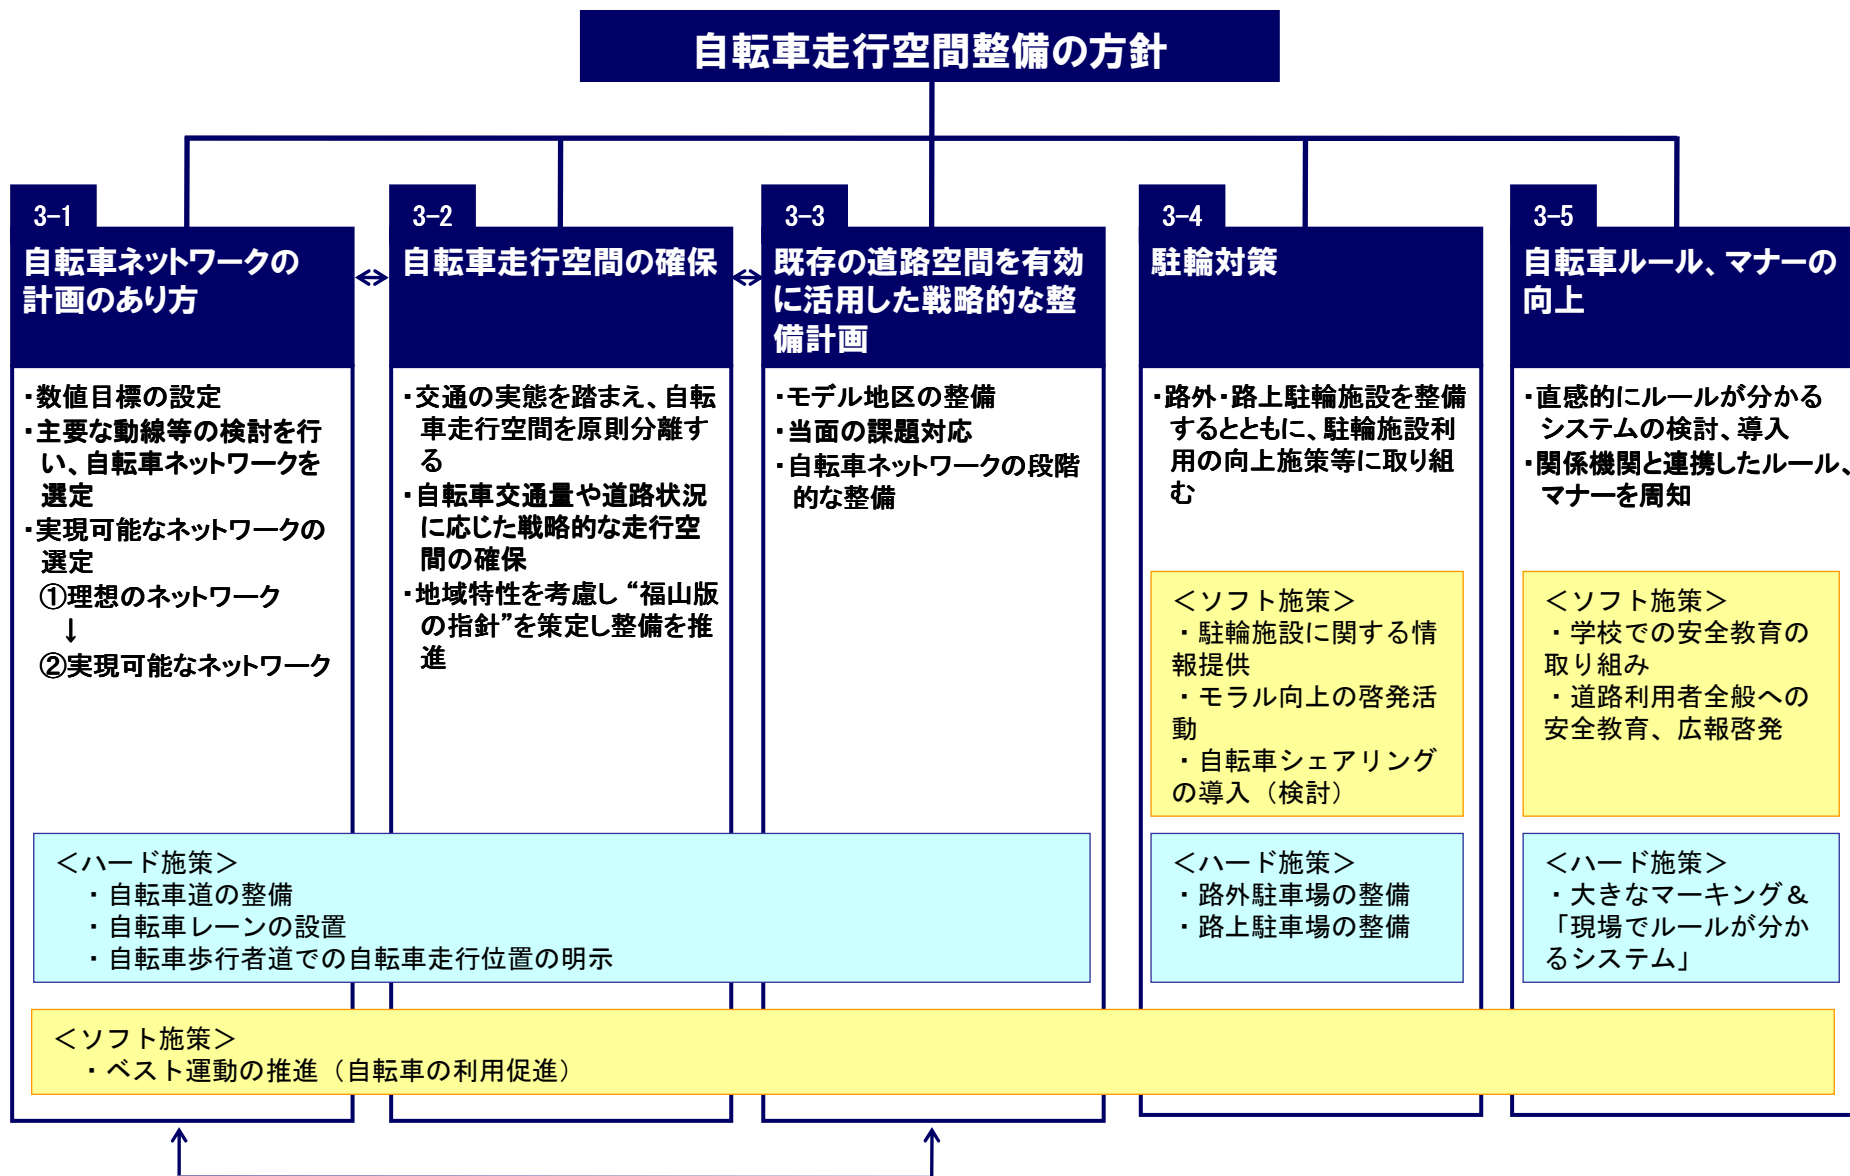 自転車走行空間整備の方針
3-1
自転車ネットワークの
計画のあり方
・数値目標の設定
・主要な動線等の検討を行
い、自転車ネットワークを
選定
・実現可能なネットワークの
選定
①理想のネットワーク
↓
②実現可能なネットワーク
3-2
自転車走行空間の確保
・交通の実態を踏まえ、自転
車走行空間を原則分離す
る
・自転車交通量や道路状況
に応じた戦略的な走行空
間の確保
・地域特性を考慮し“福山版
の指針”を策定し整備を推
進
3-3
既存の道路空間を有効
に活用した戦略的な整
備計画
・モデル地区の整備
・当面の課題対応
・自転車ネットワークの段階
的な整備
<ハード施策>
・自転車道の整備
・自転車レーンの設置
・自転車歩行者道での自転車走行位置の明示
3-4
駐輪対策
・路外・路上駐輪施設を整備
するとともに、駐輪施設利
用の向上施策等に取り組
む
<ソフト施策>
・駐輪施設に関する情
報提供
・モラル向上の啓発活
動
・自転車シェアリング
の導入（検討）
<ハード施策>
・路外駐車場の整備
・路上駐車場の整備
3-5
自転車ルール、マナーの
向上
・直感的にルールが分かる
システムの検討、導入
・関係機関と連携したルール、
マナーを周知
<ソフト施策>
・学校での安全教育の
取り組み
・道路利用者全般への
安全教育、広報啓発
<ハード施策>
・大きなマーキング＆
「現場でルールが分か
るシステム」
<ソフト施策>
・ベスト運動の推進（自転車の利用促進）